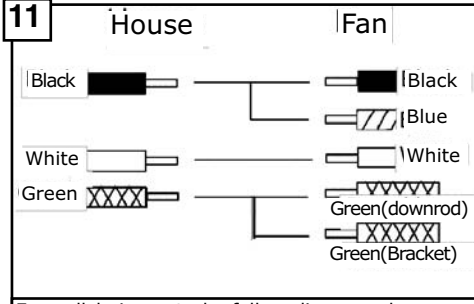 11
House Fan
Black Black
Blue
White White
Green
Green(downrod)
Green(Bracket)